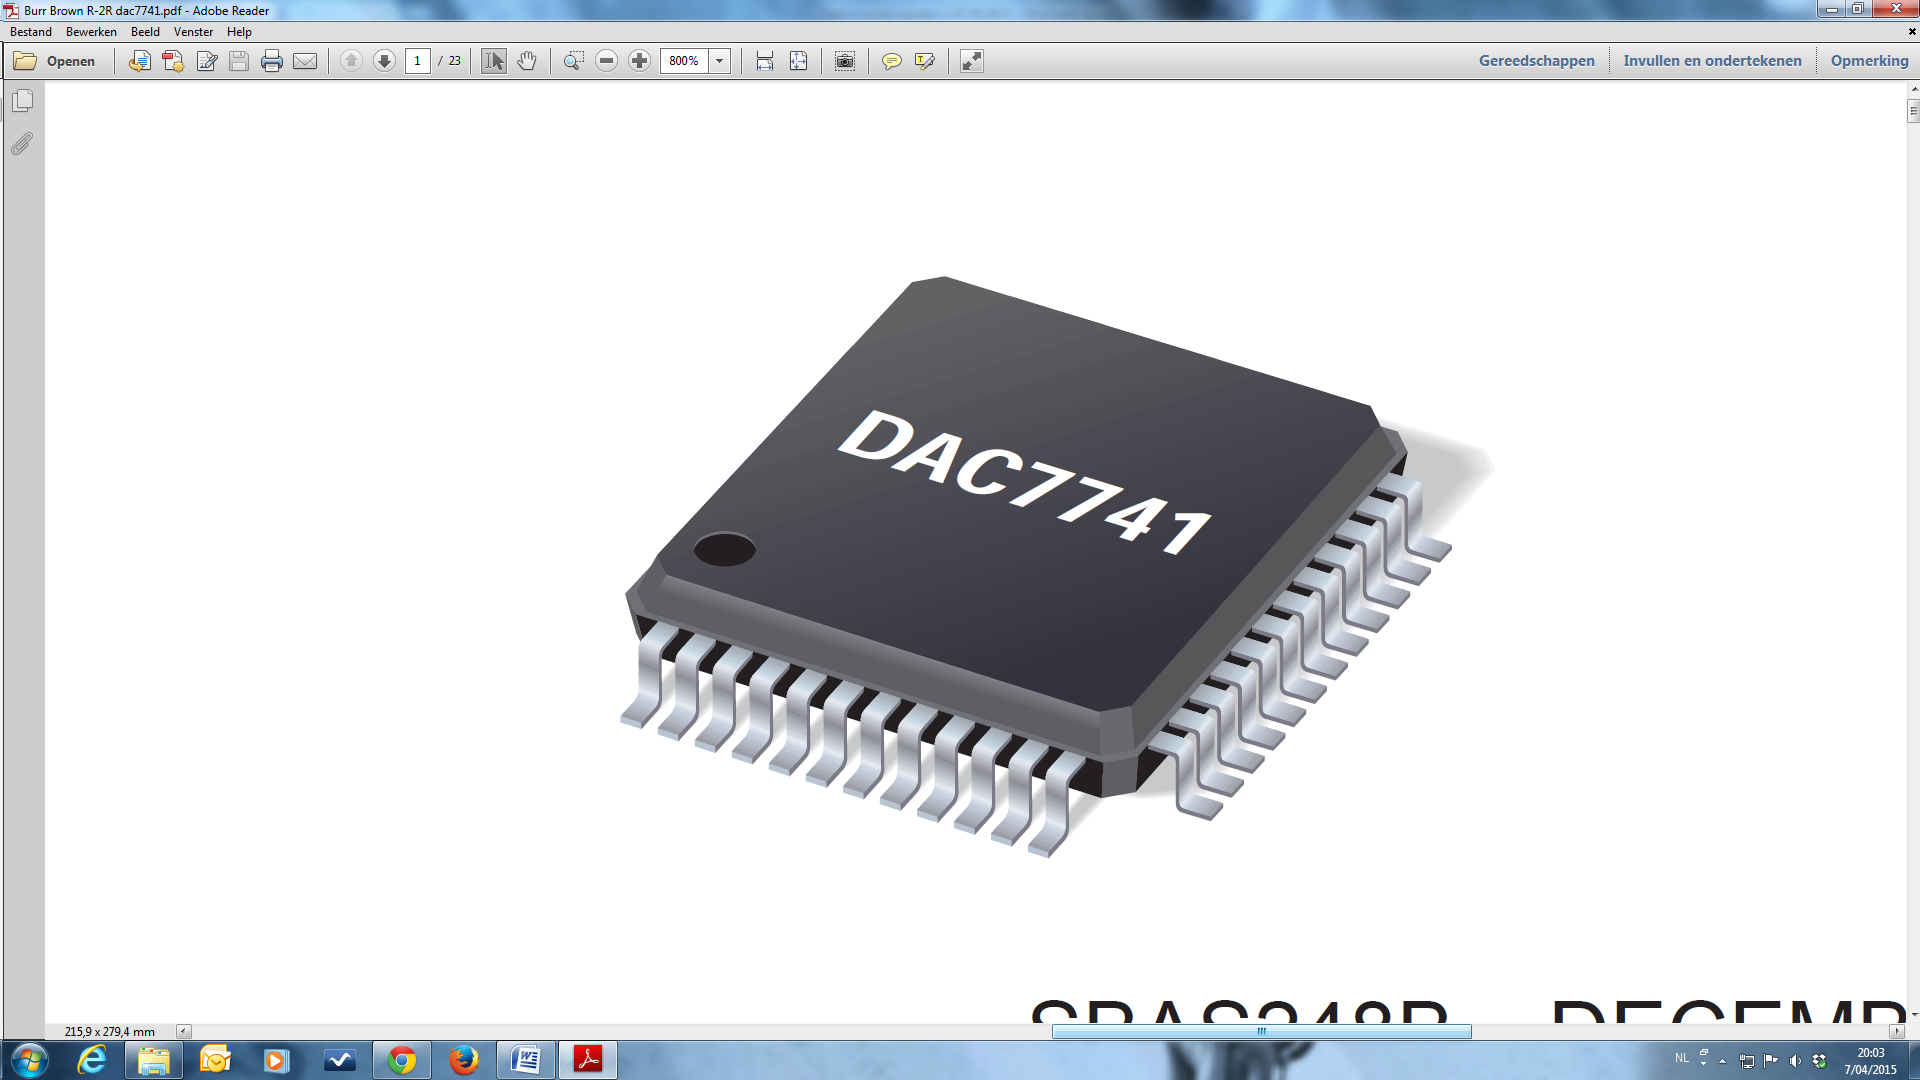 Burr Brown R-2R dac7741.pdf - Adobe Reader
Bestand Bewerken Beeld Venster Help
Openen 1 / 23 800% Gereedschappen Invullen en ondertekenen Opmerking
DAC7741
215,9 x 279,4 mm
NL 20:03
7/04/2015